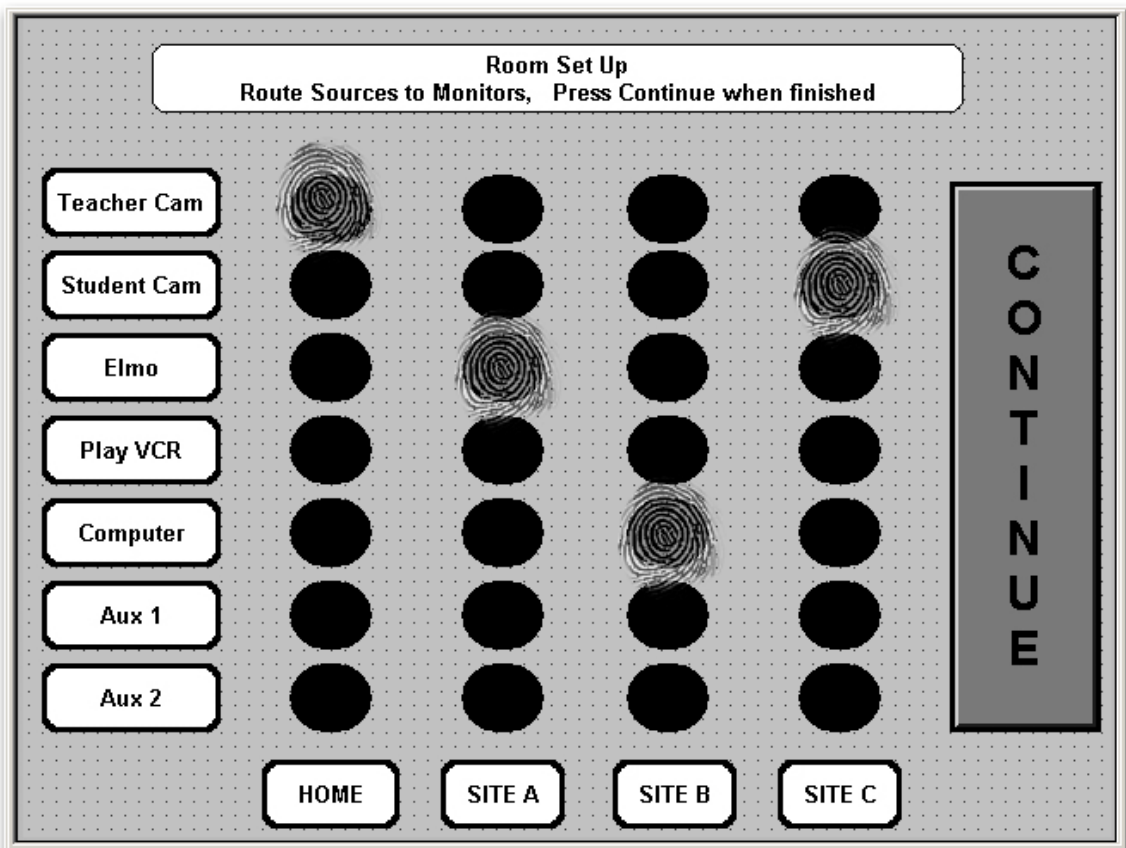 Room Set Up
Route Sources to Monitors, Press Continue when finished
Teacher Cam
Student Cam
Elmo
Play VCR
Computer
Aux 1
Aux 2
HOME
SITE A
SITE B
SITE C
CONTINUE